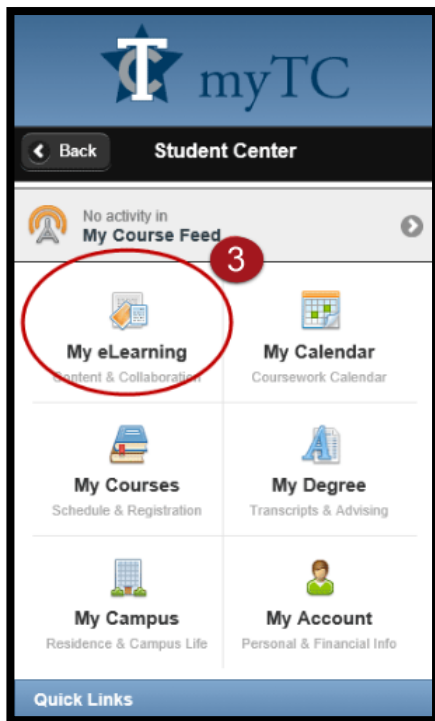 TC myTC
Back Student Center
No activity in
My Course Feed
3
My eLearning My Calendar
Content & Collaboration Coursework Calendar
My Courses My Degree
Schedule & Registration Transcripts & Advising
My Campus My Account
Residence & Campus Life Personal & Financial Info
Quick Links